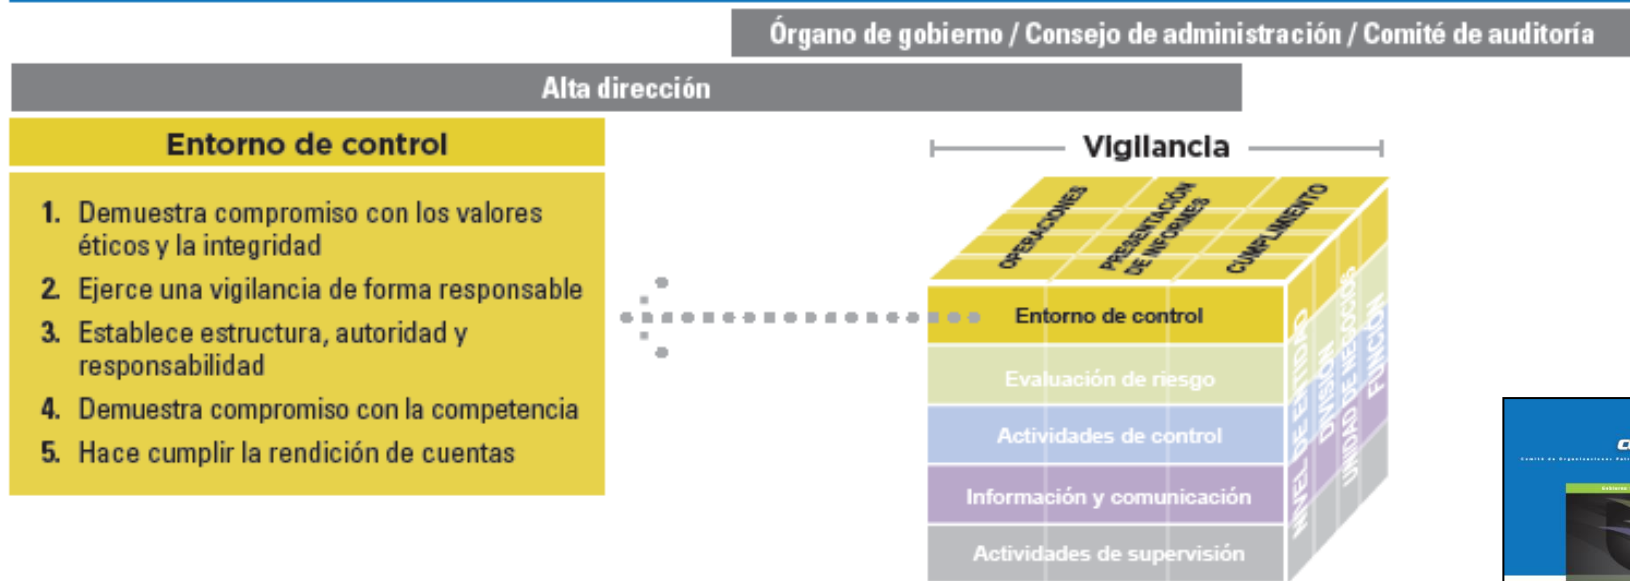 Órgano de gobierno / Consejo de administración / Comité de auditoría
Alta dirección
Entorno de control
1. Demuestra compromiso con los valores
éticos y la integridad
2. Ejerce una vigilancia de forma responsable
3. Establece estructura, autoridad y
responsabilidad
4. Demuestra compromiso con la competencia
5. Hace cumplir la rendición de cuentas
Vigilancia
OPERACIONES
PRESENTACIÓN
DE INFORMES
CUMPLIMIENTO
Entorno de control
Evaluación de riesgo
Actividades de control
Información y comunicación
Actividades de supervisión
NIVEL DE ENTIDAD
DIVISIÓN
UNIDAD DE NEGOCIOS
FUNCIÓN